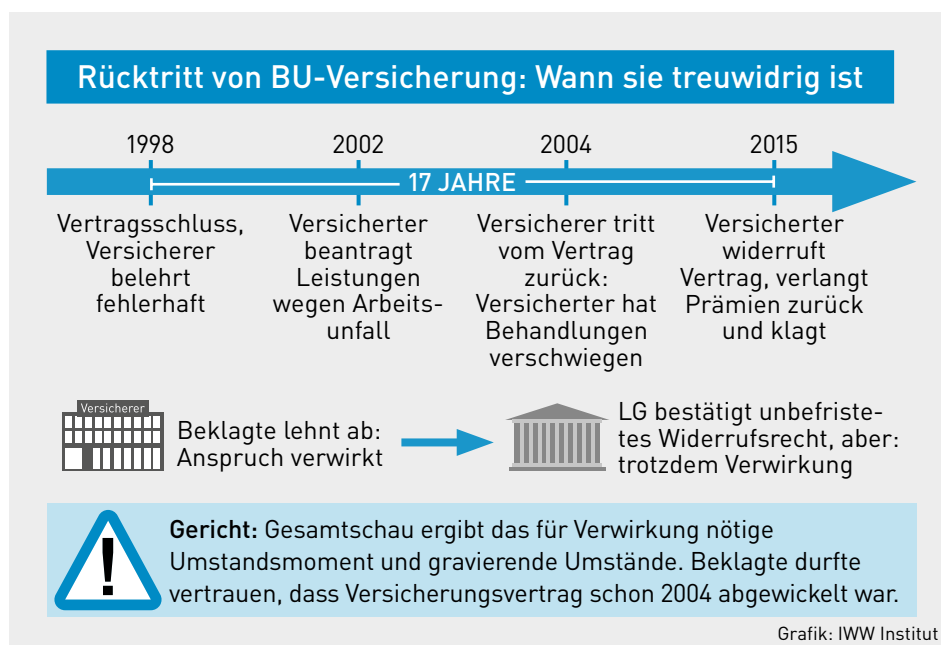 Rücktritt von BU-Versicherung: Wann sie treuwidrig ist
1998
2002
2004
2015
17 JAHRE
Vertragsschluss,
Versicherer
belehrt
fehlerhaft
Versicherter
beantragt
Leistungen
wegen Arbeits-
unfall
Versicherer tritt
vom Vertrag
zurück:
Versicherter hat
Behandlungen
verschwiegen
Versicherter
widerruft
Vertrag, verlangt
Prämien zurück
und klagt
Versicherer
Beklagte lehnt ab:
Anspruch verwirkt
LG bestätigt unbefriste-
tes Widerrufsrecht, aber:
trotzdem Verwirkung
!
Gericht: Gesamtschau ergibt das für Verwirkung nötige
Umstandsmoment und gravierende Umstände. Beklagte durfte
vertrauen, dass Versicherungsvertrag schon 2004 abgewickelt war.
Grafik: IWW Institut